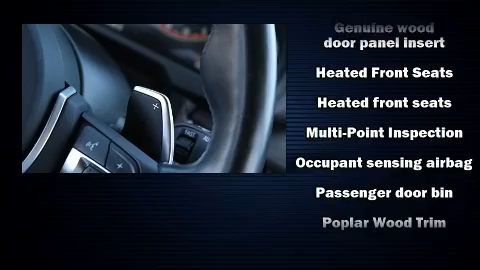 Genuine wood
door panel insert
Heated Front Seats
Heated front seats
Multi-Point Inspection
Occupant sensing airbag
Passenger door bin
Poplar Wood Trim
+
+